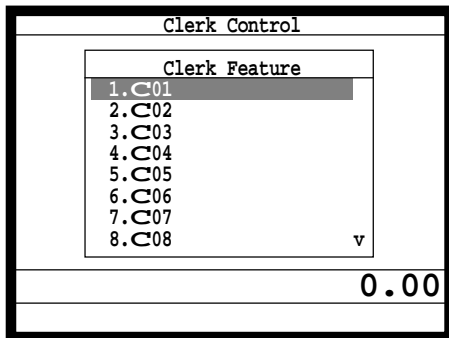 Clerk Control
Clerk Feature
1.C01
2.C02
3.C03
4.C04
5.C05
6.C06
7.C07
8.C08 v
0.00